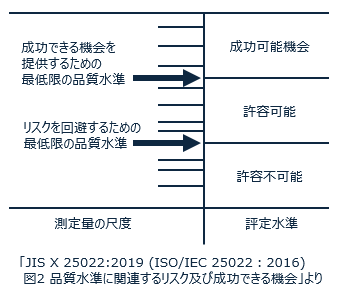 成功できる機会を
提供するための
最低限の品質水準
成功可能機会
許容可能
リスクを回避するための
最低限の品質水準
許容不可能
測定量の尺度
評定水準
「JIS X 25022:2019 (ISO/IEC 25022 : 2016)
図2 品質水準に関連するリスク及び成功できる機会」より